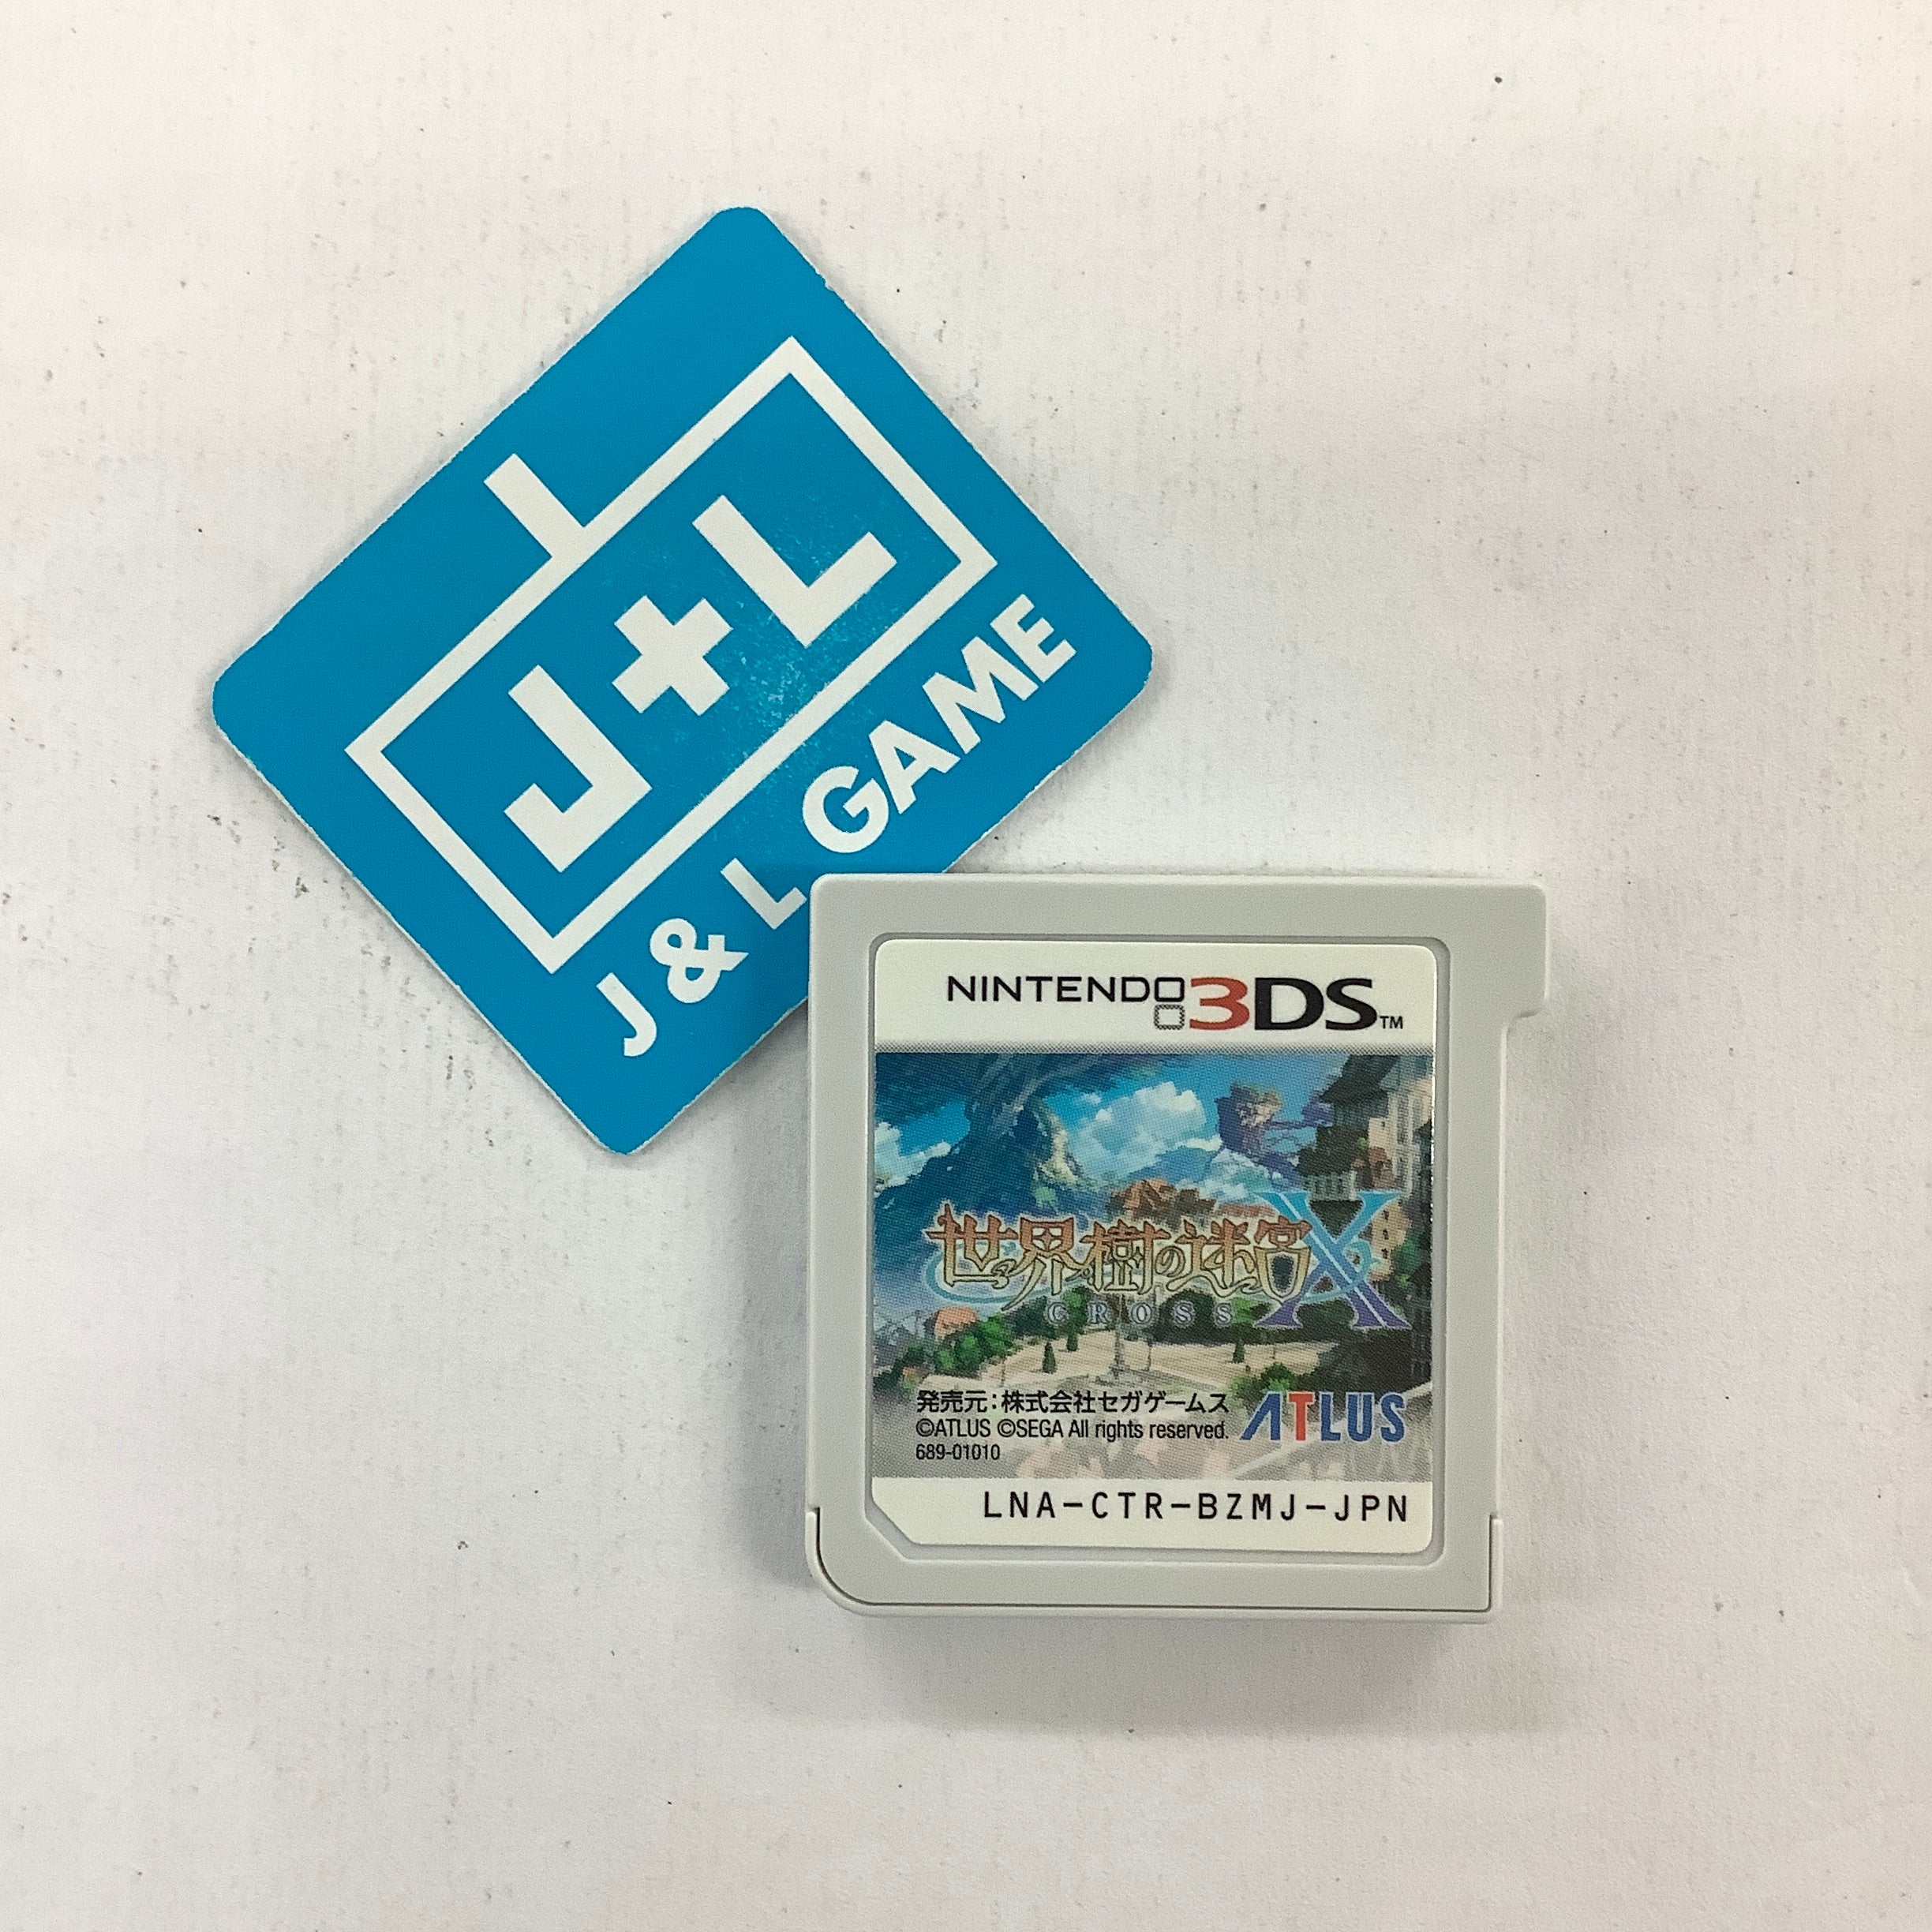 J+L
J & L GAME
NINTENDO 3DS™
世界樹の迷宮X
CROSS
発売元:株式会社セガゲームス
©ATLUS ©SEGA All rights reserved.
689-01010
ATLUS
LNA-CTR-BZMJ-JPN